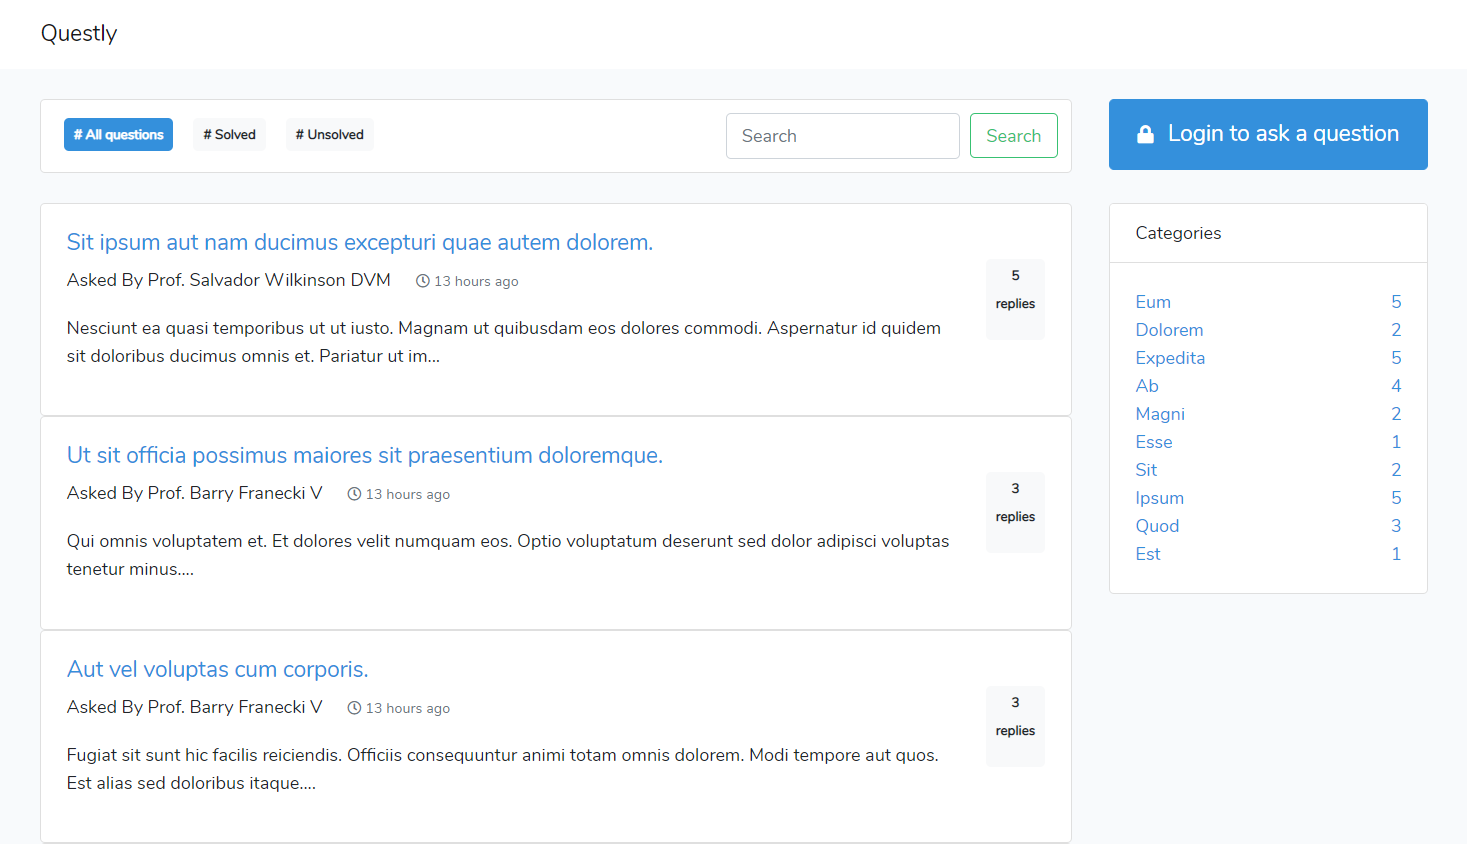 Questly
# All questions
# Solved
# Unsolved
Search
Search
Login to ask a question
Sit ipsum aut nam ducimus excepturi quae autem dolorem.
Asked By Prof. Salvador Wilkinson DVM 13 hours ago
Nesciunt ea quasi temporibus ut ut iusto. Magnam ut quibusdam eos dolores commodi. Aspernatur id quidem
sit doloribus ducimus omnis et. Pariatur ut im...
5
replies
Ut sit officia possimus maiores sit praesentium doloremque.
Asked By Prof. Barry Franecki V 13 hours ago
Qui omnis voluptatem et. Et dolores velit numquam eos. Optio voluptatum deserunt sed dolor adipisci voluptas
tenetur minus....
3
replies
Aut vel voluptas cum corporis.
Asked By Prof. Barry Franecki V 13 hours ago
Fugiat sit sunt hic facilis reiciendis. Officiis consequuntur animi totam omnis dolorem. Modi tempore aut quos.
Est alias sed doloribus itaque....
3
replies
Categories
Eum 5
Dolorem 2
Expedita 5
Ab 4
Magni 2
Esse 1
Sit 2
Ipsum 5
Quod 3
Est 1